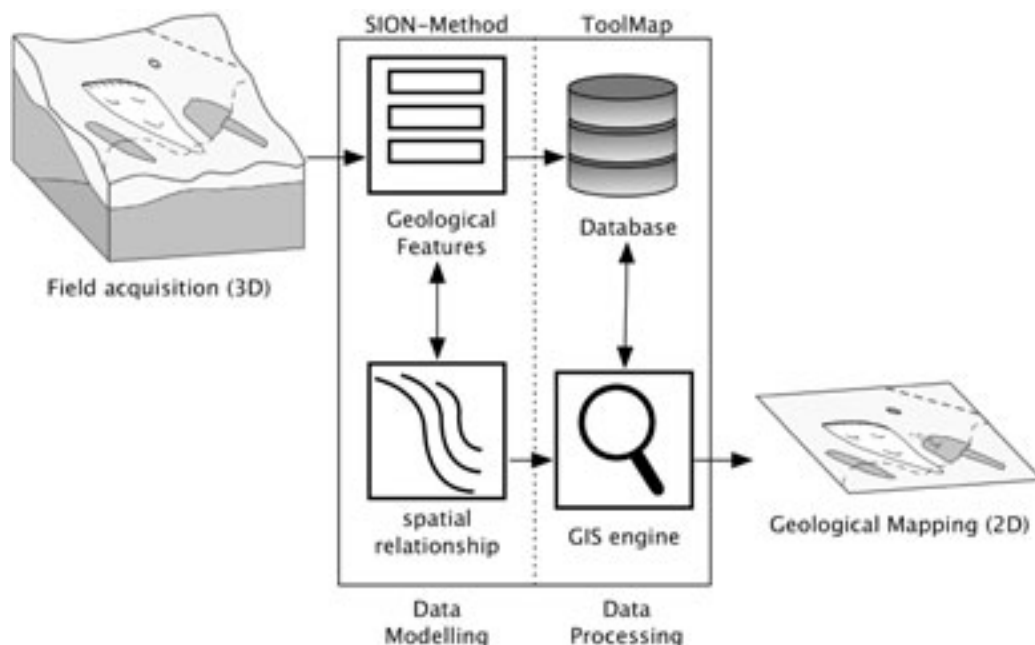 SION-Method
ToolMap
Field acquisition (3D)
Geological
Features
Database
spatial
relationship
GIS engine
Geological Mapping (2D)
Data
Modelling
Data
Processing